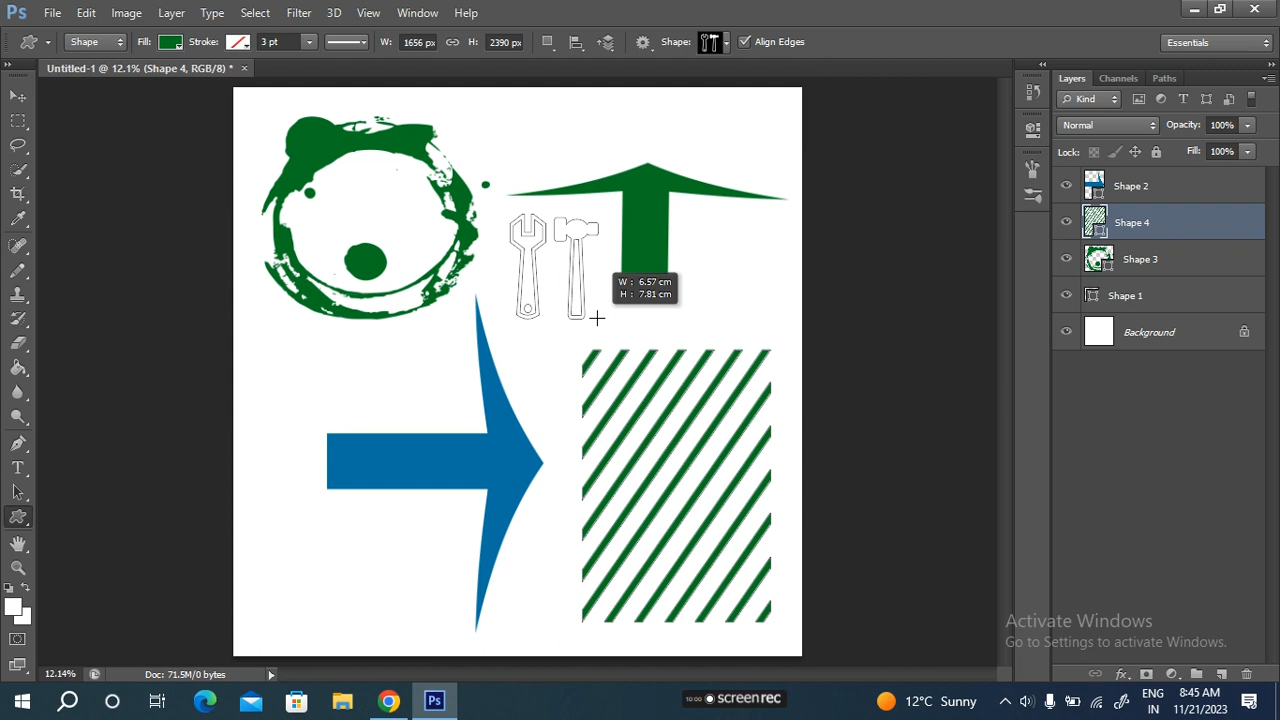 Ps File Edit Image Layer Type Select Filter 3D View Window Help
Shape Fill: Stroke: 3 pt W: 1656 px H: 2390 px Shape: Align Edges Essentials
Untitled-1 @ 12.1% (Shape 4, RGB/8) * ×
Layers Channels Paths
Kind
Normal Opacity: 100%
Lock: Fill: 100%
Shape 2
Shape 4
Shape 3
Shape 1
Background
W : 6.57 cm
H : 7.81 cm
Activate Windows
Go to Settings to activate Windows.
12.14% Doc: 71.5M/0 bytes
Ps 10:00 screenrec 12°C Sunny ENG 8:45 AM
IN 11/21/2023